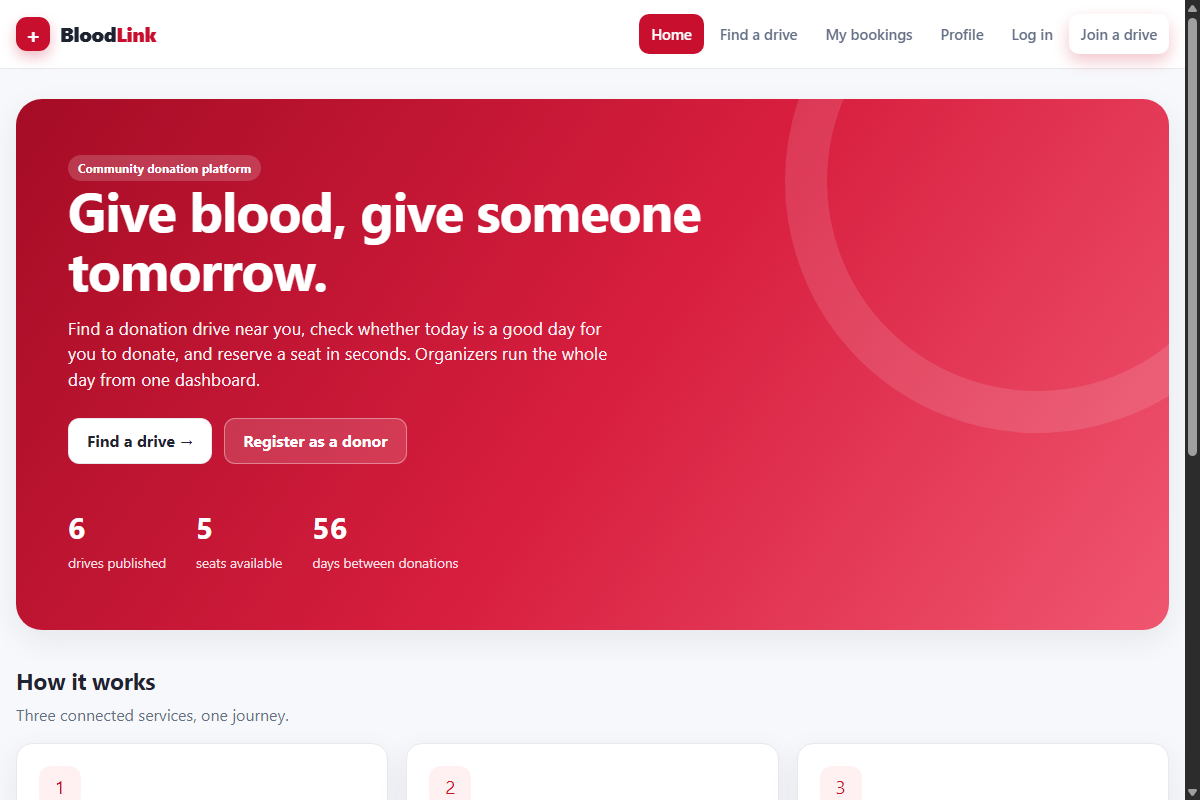 + BloodLink
Home Find a drive My bookings Profile Log in Join a drive
Community donation platform
Give blood, give someone
tomorrow.
Find a donation drive near you, check whether today is a good day for
you to donate, and reserve a seat in seconds. Organizers run the whole
day from one dashboard.
Find a drive →
Register as a donor
6
drives published
5
seats available
56
days between donations
How it works
Three connected services, one journey.
1
2
3